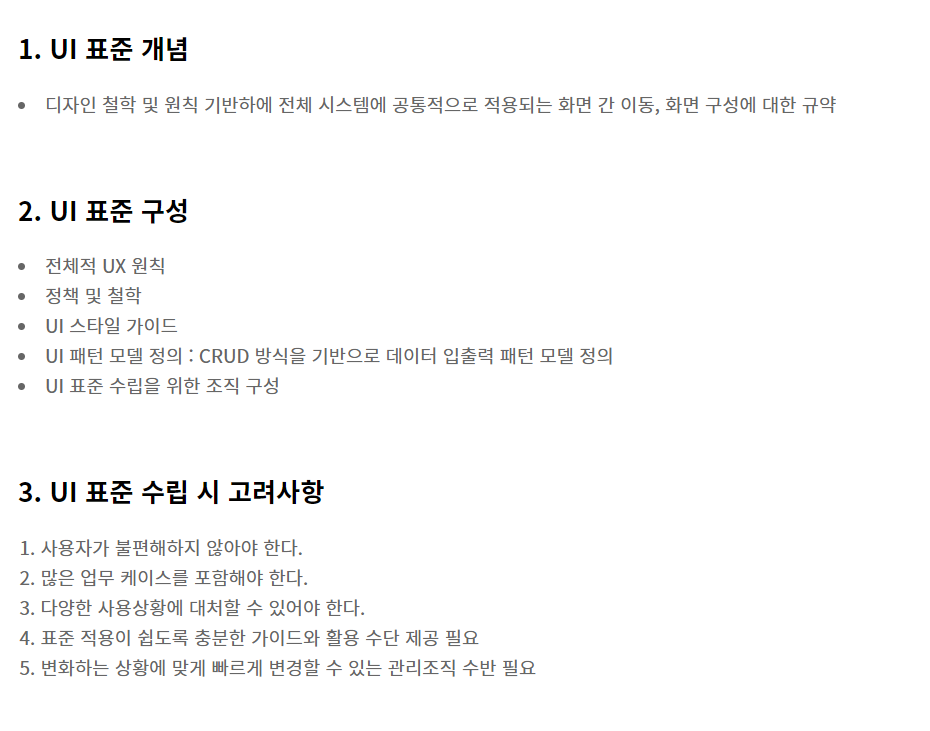 1. UI 표준 개념
• 디자인 철학 및 원칙 기반하에 전체 시스템에 공통적으로 적용되는 화면 간 이동, 화면 구성에 대한 규약
2. UI 표준 구성
• 전체적 UX 원칙
• 정책 및 철학
• UI 스타일 가이드
• UI 패턴 모델 정의 : CRUD 방식을 기반으로 데이터 입출력 패턴 모델 정의
• UI 표준 수립을 위한 조직 구성
3. UI 표준 수립 시 고려사항
1. 사용자가 불편해하지 않아야 한다.
2. 많은 업무 케이스를 포함해야 한다.
3. 다양한 사용상황에 대처할 수 있어야 한다.
4. 표준 적용이 쉽도록 충분한 가이드와 활용 수단 제공 필요
5. 변화하는 상황에 맞게 빠르게 변경할 수 있는 관리조직 수반 필요